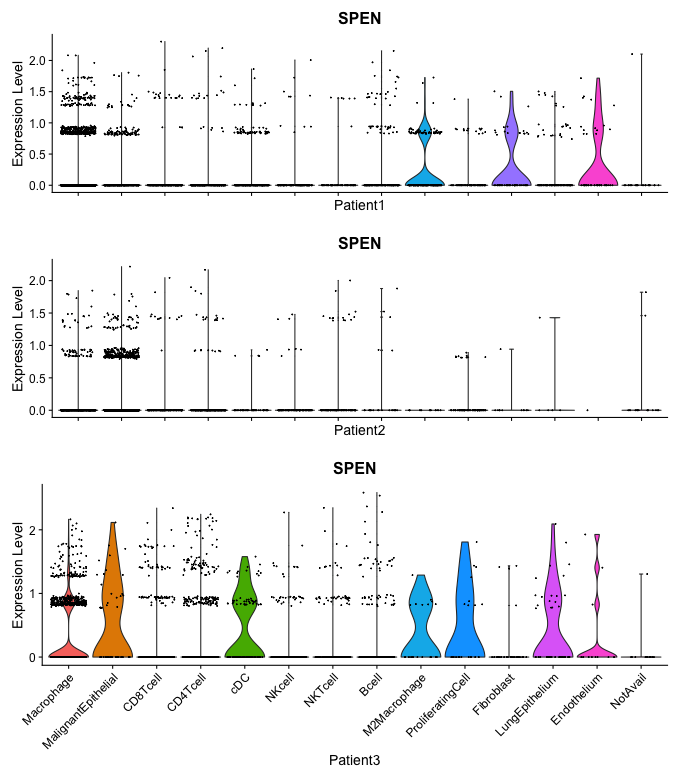 SPEN
Expression Level
2.0
1.5
1.0
0.5
0.0
Patient1
SPEN
Expression Level
2.0
1.5
1.0
0.5
0.0
Patient2
SPEN
Expression Level
2
1
0
Macrophage
MalignantEpithelial
CD8Tcell
CD4Tcell
cDC
NKcell
NKTcell
Bcell
M2Macrophage
ProliferatingCell
Fibroblast
LungEpithelium
Endothelium
NotAvail
Patient3